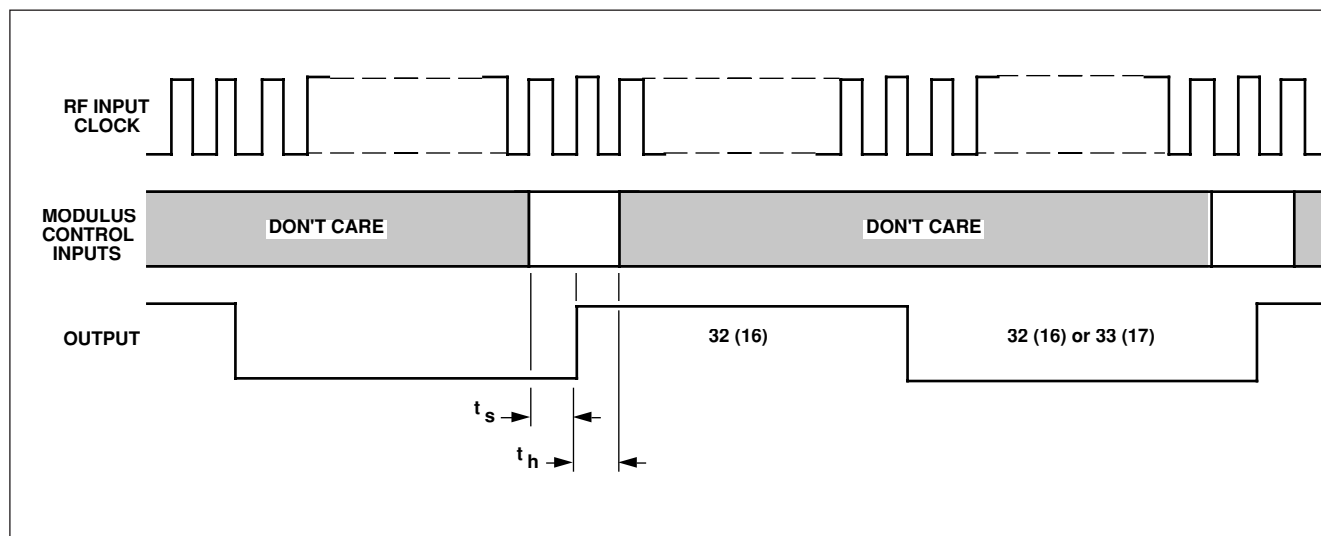 RF INPUT
CLOCK
MODULUS
CONTROL
INPUTS
DON'T CARE
DON'T CARE
OUTPUT
32 (16)
32 (16) or 33 (17)
t s
t h